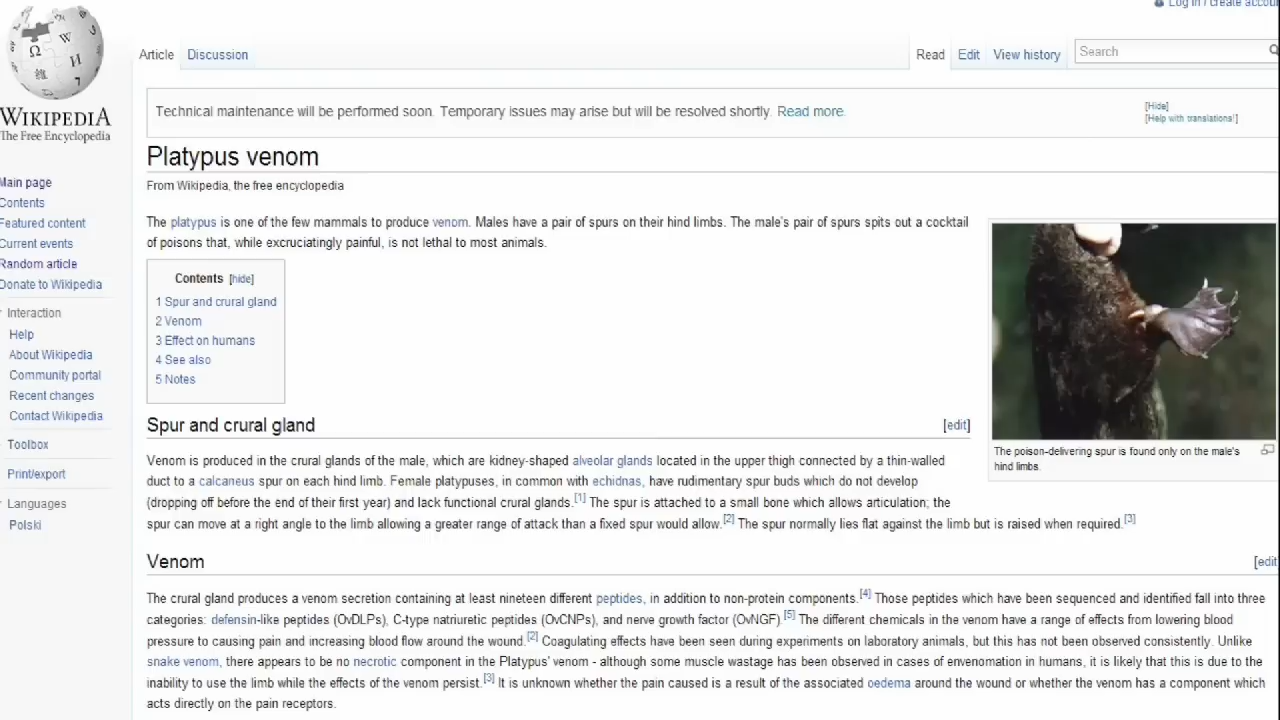 Log in / create accou
Article
Discussion
Read
Edit
View history
Search
WIKIPEDIA
The Free Encyclopedia
Technical maintenance will be performed soon. Temporary issues may arise but will be resolved shortly. Read more.
[Hide]
[Help with translations!]
Platypus venom
From Wikipedia, the free encyclopedia
Main page
Contents
Featured content
Current events
Random article
Donate to Wikipedia
Interaction
Help
About Wikipedia
Community portal
Recent changes
Contact Wikipedia
Toolbox
Print/export
Languages
Polski
The platypus is one of the few mammals to produce venom. Males have a pair of spurs on their hind limbs. The male's pair of spurs spits out a cocktail
of poisons that, while excruciatingly painful, is not lethal to most animals.
Contents [hide]
1 Spur and crural gland
2 Venom
3 Effect on humans
4 See also
5 Notes
The poison-delivering spur is found only on the male's
hind limbs.
Spur and crural gland [edit]
Venom is produced in the crural glands of the male, which are kidney-shaped alveolar glands located in the upper thigh connected by a thin-walled
duct to a calcaneus spur on each hind limb. Female platypuses, in common with echidnas, have rudimentary spur buds which do not develop
(dropping off before the end of their first year) and lack functional crural glands.[1] The spur is attached to a small bone which allows articulation; the
spur can move at a right angle to the limb allowing a greater range of attack than a fixed spur would allow.[2] The spur normally lies flat against the limb but is raised when required.[3]
Venom [edit
The crural gland produces a venom secretion containing at least nineteen different peptides, in addition to non-protein components.[4] Those peptides which have been sequenced and identified fall into three
categories: defensin-like peptides (OvDLPs), C-type natriuretic peptides (OvCNPs), and nerve growth factor (OvNGF).[5] The different chemicals in the venom have a range of effects from lowering blood
pressure to causing pain and increasing blood flow around the wound.[2] Coagulating effects have been seen during experiments on laboratory animals, but this has not been observed consistently. Unlike
snake venom, there appears to be no necrotic component in the Platypus' venom - although some muscle wastage has been observed in cases of envenomation in humans, it is likely that this is due to the
inability to use the limb while the effects of the venom persist.[3] It is unknown whether the pain caused is a result of the associated oedema around the wound or whether the venom has a component which
acts directly on the pain receptors.